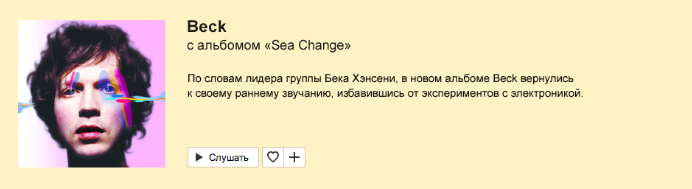 Beck
с альбомом «Sea Change»
По словам лидера группы Бека Хэнсени, в новом альбоме Beck вернулись
к своему раннему звучанию, избавившись от экспериментов с электроникой.
Слушать